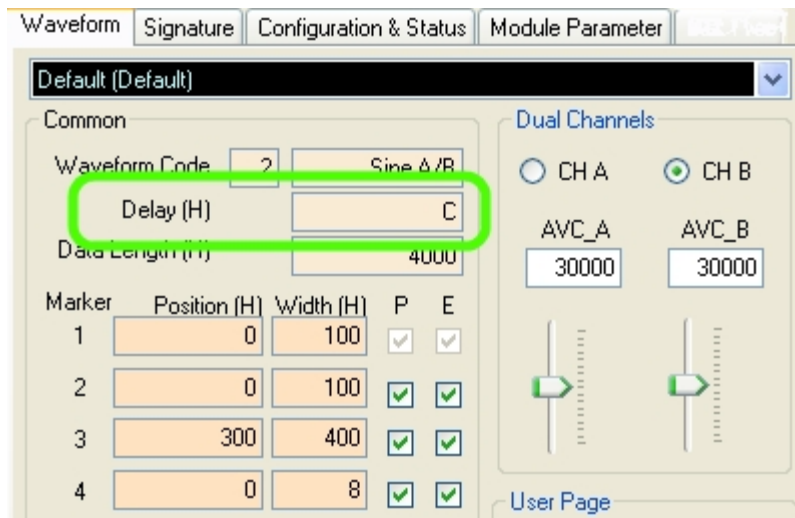 Waveform Signature Configuration & Status Module Parameter
Default (Default)
Common
Waveform Code 2 Sine A/B
Delay (H) C
Data Length (H) 4000
Marker Position (H) Width (H) P E
1 0 100
2 0 100
3 300 400
4 0 8
Dual Channels
CH A CH B
AVC_A AVC_B
30000 30000
User Page